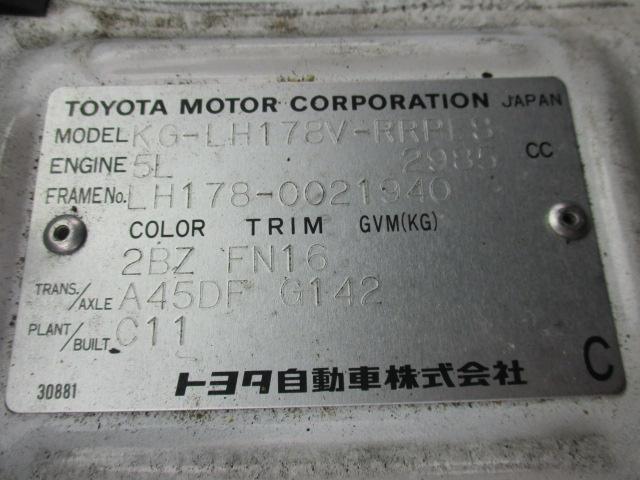 TOYOTA MOTOR CORPORATION JAPAN
MODEL KG-LH178V-RRPLS
ENGINE 5L 2985 CC
FRAME No. LH178-0021940
COLOR TRIM GVM(KG)
2BZ FN16
TRANS./AXLE A45DF G142
PLANT/BUILT C11
30881 トヨタ自動車株式会社 C